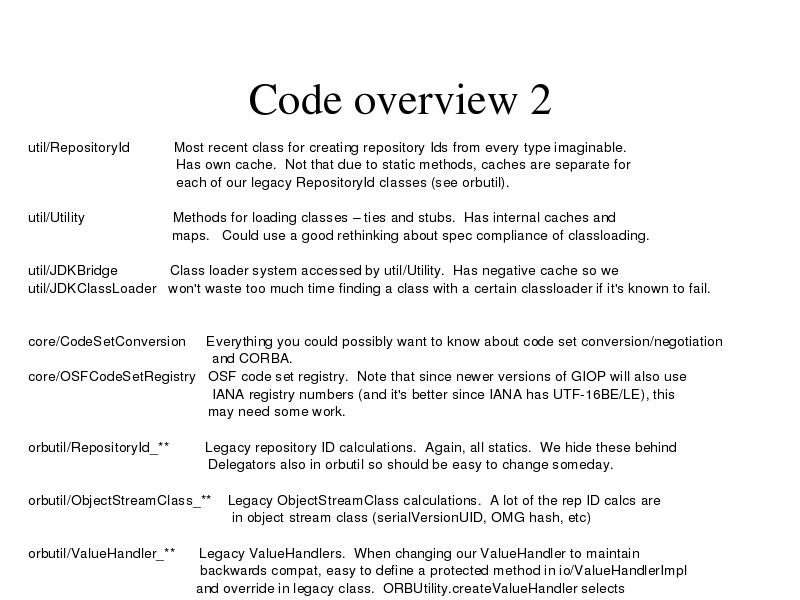 Code overview 2
util/RepositoryId Most recent class for creating repository Ids from every type imaginable.
Has own cache. Not that due to static methods, caches are separate for
each of our legacy RepositoryId classes (see orbutil).
util/Utility Methods for loading classes – ties and stubs. Has internal caches and
maps. Could use a good rethinking about spec compliance of classloading.
util/JDKBridge Class loader system accessed by util/Utility. Has negative cache so we
util/JDKClassLoader won't waste too much time finding a class with a certain classloader if it's known to fail.
core/CodeSetConversion Everything you could possibly want to know about code set conversion/negotiation
and CORBA.
core/OSFCodeSetRegistry OSF code set registry. Note that since newer versions of GIOP will also use
IANA registry numbers (and it's better since IANA has UTF-16BE/LE), this
may need some work.
orbutil/RepositoryId_** Legacy repository ID calculations. Again, all statics. We hide these behind
Delegators also in orbutil so should be easy to change someday.
orbutil/ObjectStreamClass_** Legacy ObjectStreamClass calculations. A lot of the rep ID calcs are
in object stream class (serialVersionUID, OMG hash, etc)
orbutil/ValueHandler_** Legacy ValueHandlers. When changing our ValueHandler to maintain
backwards compat, easy to define a protected method in io/ValueHandlerImpl
and override in legacy class. ORBUtility.createValueHandler selects